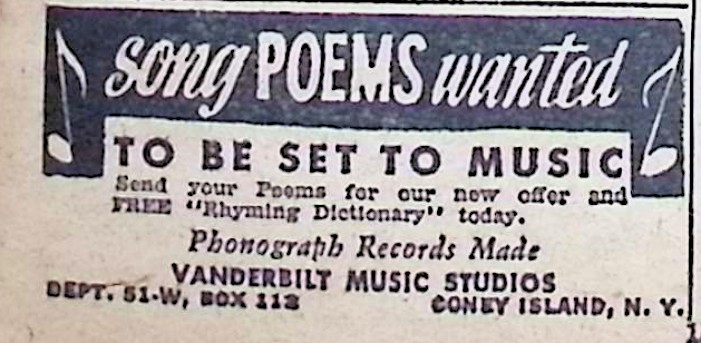 song POEMS wanted
TO BE SET TO MUSIC
Send your Poems for our new offer and
FREE "Rhyming Dictionary" today.
Phonograph Records Made
VANDERBILT MUSIC STUDIOS
DEPT. 51-W, BOX 112 CONEY ISLAND, N. Y.